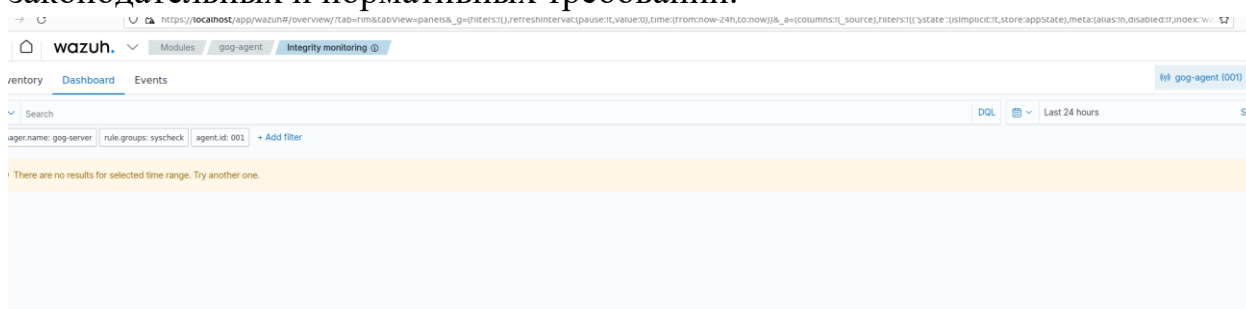 законодательных и нормативных требований.
https://localhost/app/wazuh#/overview/?tab=fim&tabView=panels&_g=(filters:!(),refreshInterval:(pause:!t,value:0),time:(from:now-24h,to:now))&_a=(columns:!(_source),filters:!(('$state':(isImplicit:!t,store:appState),meta:(alias:!n,disabled:!f,index:'wa
wazuh. Modules gog-agent Integrity monitoring
ventory Dashboard Events gog-agent (001)
Search DQL Last 24 hours S
ager.name: gog-server rule.groups: syscheck agent.id: 001 + Add filter
There are no results for selected time range. Try another one.